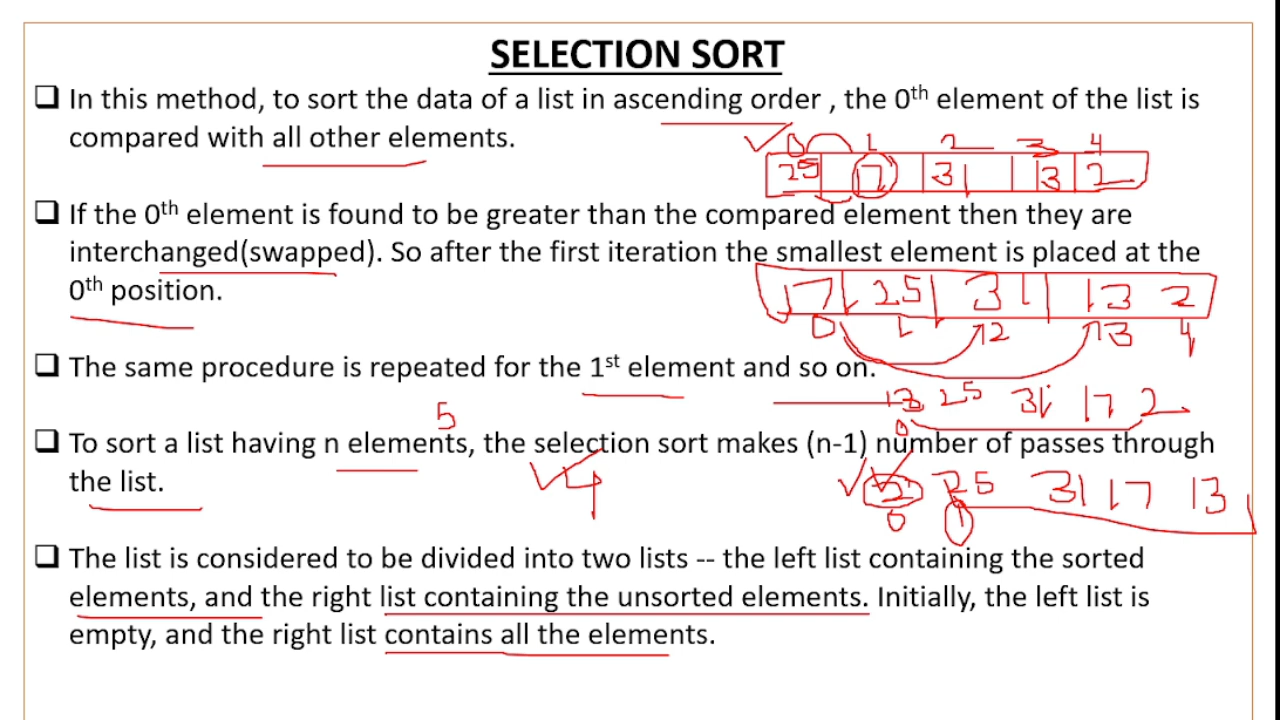 SELECTION SORT
❑ In this method, to sort the data of a list in ascending order , the 0th element of the list is
compared with all other elements.
0 1 2 3 4
25 17 31 13 2
❑ If the 0th element is found to be greater than the compared element then they are
interchanged(swapped). So after the first iteration the smallest element is placed at the
0th position.
17 25 31 13 2
0 1 2 3 4
❑ The same procedure is repeated for the 1st element and so on.
13 25 31 17 2
0
5
❑ To sort a list having n elements, the selection sort makes (n-1) number of passes through
the list.
4
2 25 31 17 13
0 1
❑ The list is considered to be divided into two lists -- the left list containing the sorted
elements, and the right list containing the unsorted elements. Initially, the left list is
empty, and the right list contains all the elements.